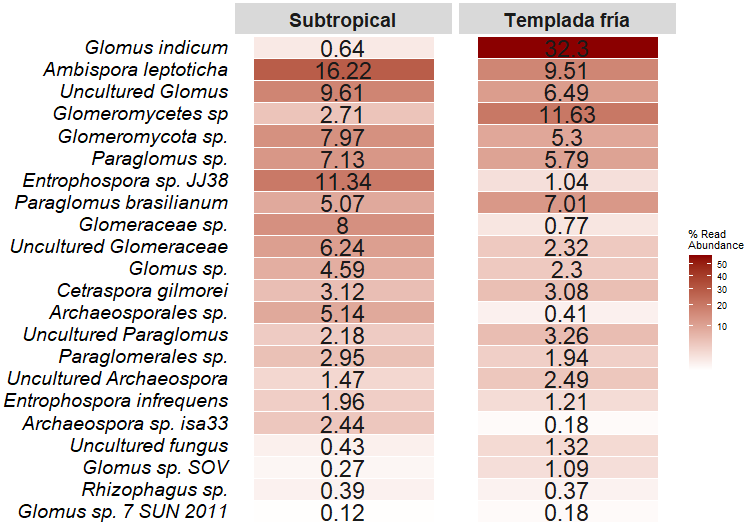 Subtropical Templada fría
Glomus indicum 0.64 32.3
Ambispora leptoticha 16.22 9.51
Uncultured Glomus 9.61 6.49
Glomeromycetes sp 2.71 11.63
Glomeromycota sp. 7.97 5.3
Paraglomus sp. 7.13 5.79
Entrophospora sp. JJ38 11.34 1.04
Paraglomus brasilianum 5.07 7.01
Glomeraceae sp. 8 0.77
Uncultured Glomeraceae 6.24 2.32
Glomus sp. 4.59 2.3
Cetraspora gilmorei 3.12 3.08
Archaeosporales sp. 5.14 0.41
Uncultured Paraglomus 2.18 3.26
Paraglomerales sp. 2.95 1.94
Uncultured Archaeospora 1.47 2.49
Entrophospora infrequens 1.96 1.21
Archaeospora sp. isa33 2.44 0.18
Uncultured fungus 0.43 1.32
Glomus sp. SOV 0.27 1.09
Rhizophagus sp. 0.39 0.37
Glomus sp. 7 SUN 2011 0.12 0.18
% Read
Abundance
50
40
30
20
10